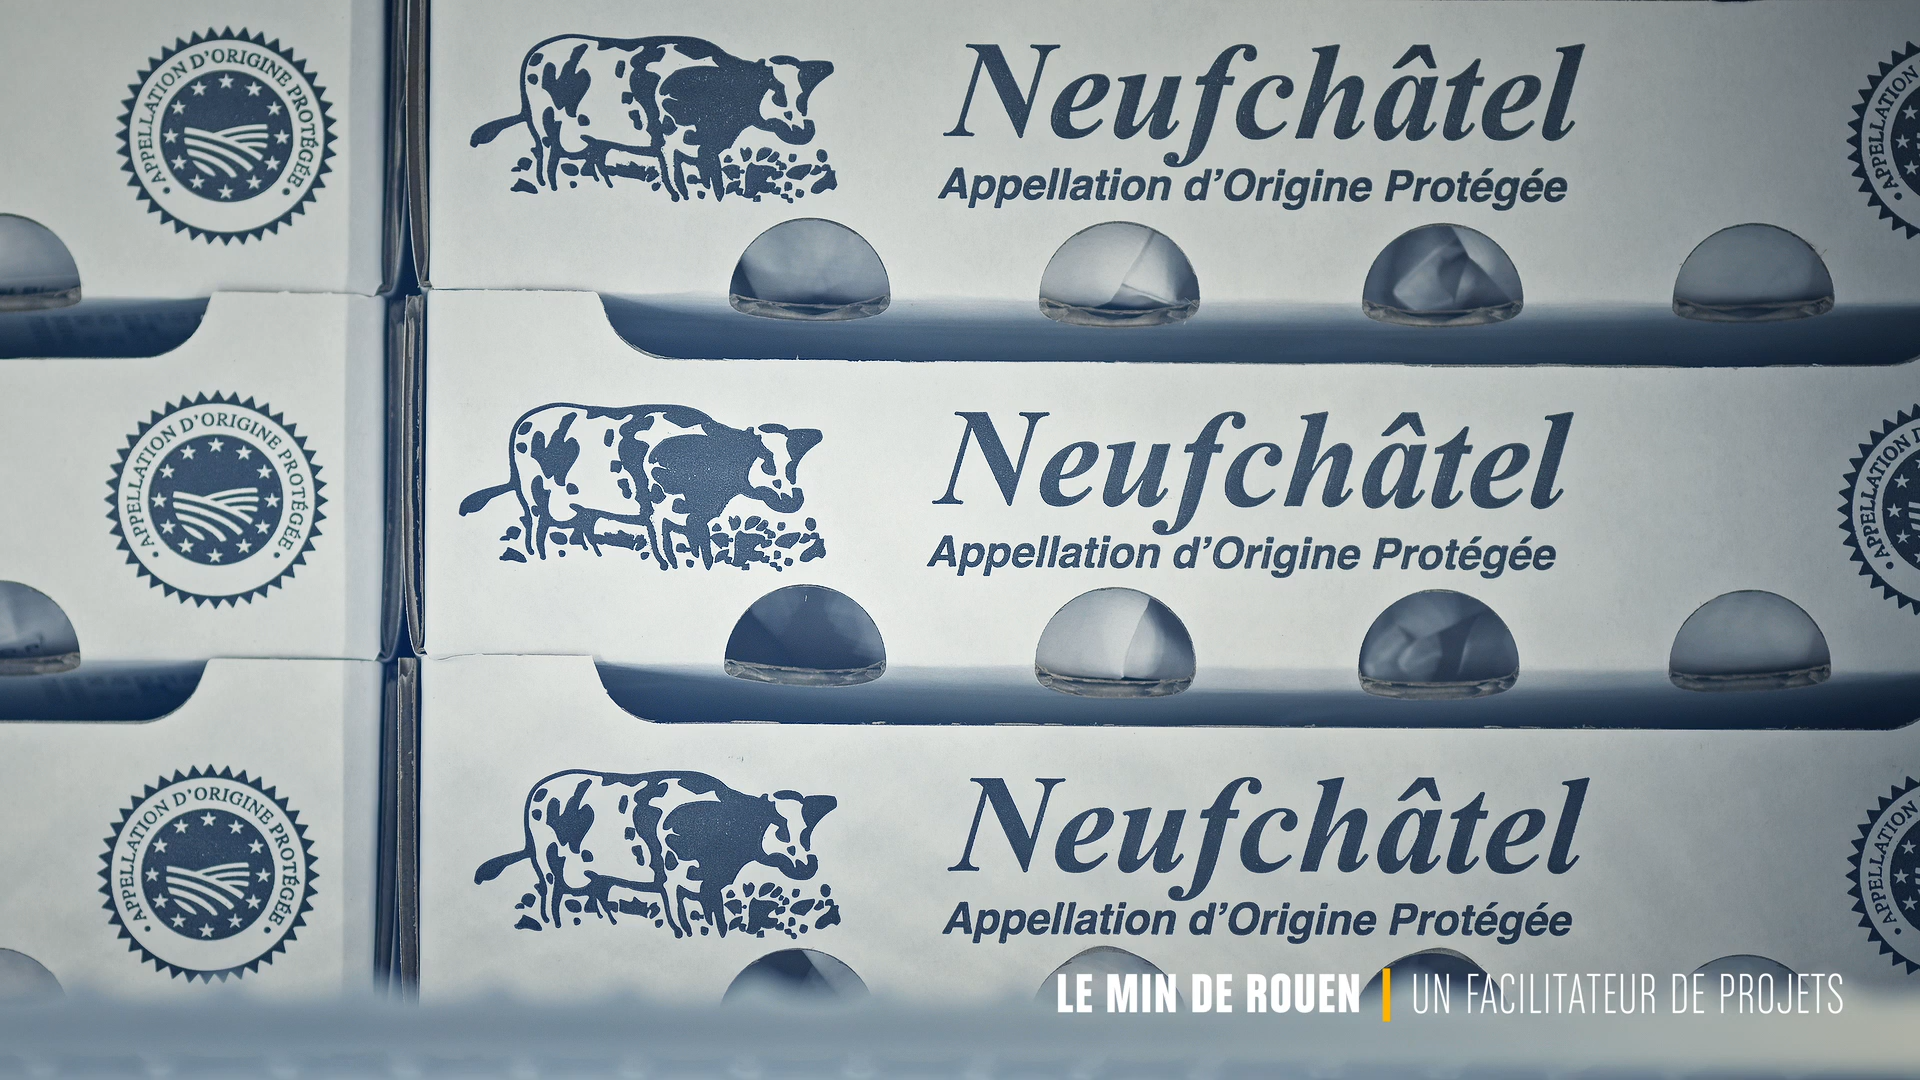 APPELLATION D'ORIGINE PROTÉGÉE
Neufchâtel
Appellation d'Origine Protégée
APPELLATION
APPELLATION D'ORIGINE PROTÉGÉE
Neufchâtel
Appellation d'Origine Protégée
APPELLATION D'
APPELLATION D'ORIGINE PROTÉGÉE
Neufchâtel
Appellation d'Origine Protégée
APPELLATION
LE MIN DE ROUEN | UN FACILITATEUR DE PROJETS